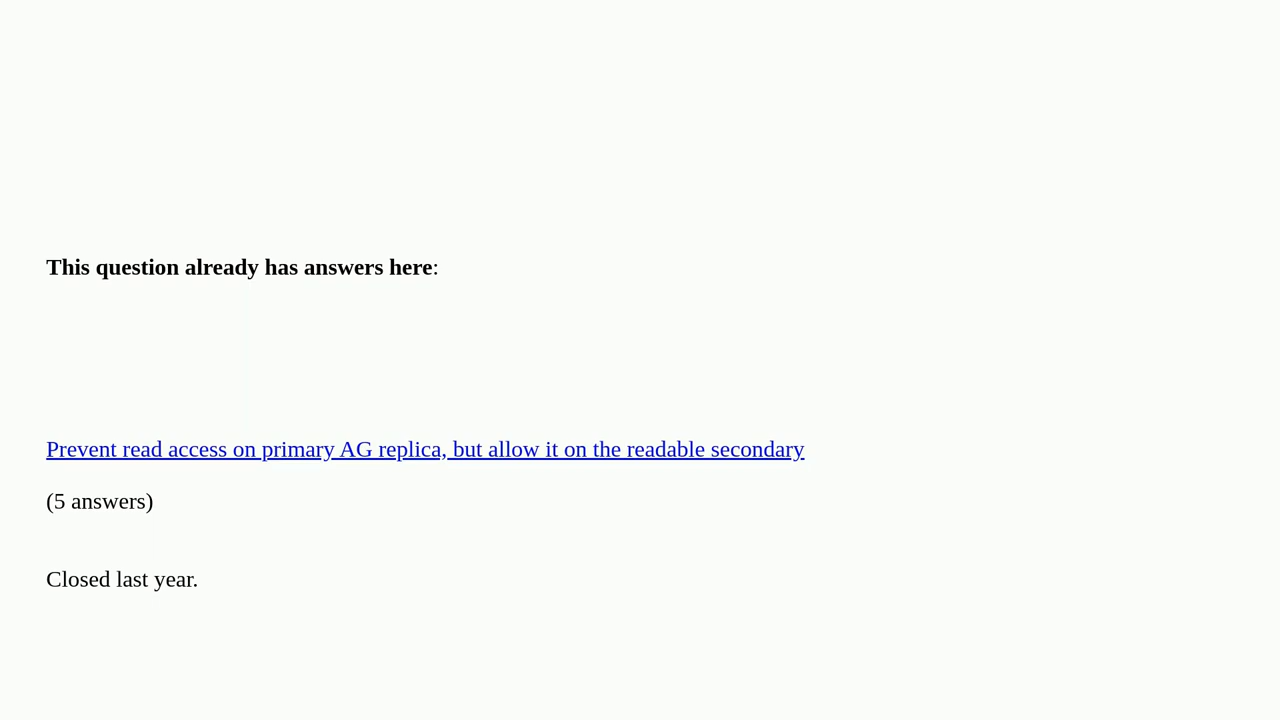 This question already has answers here:
Prevent read access on primary AG replica, but allow it on the readable secondary
(5 answers)
Closed last year.